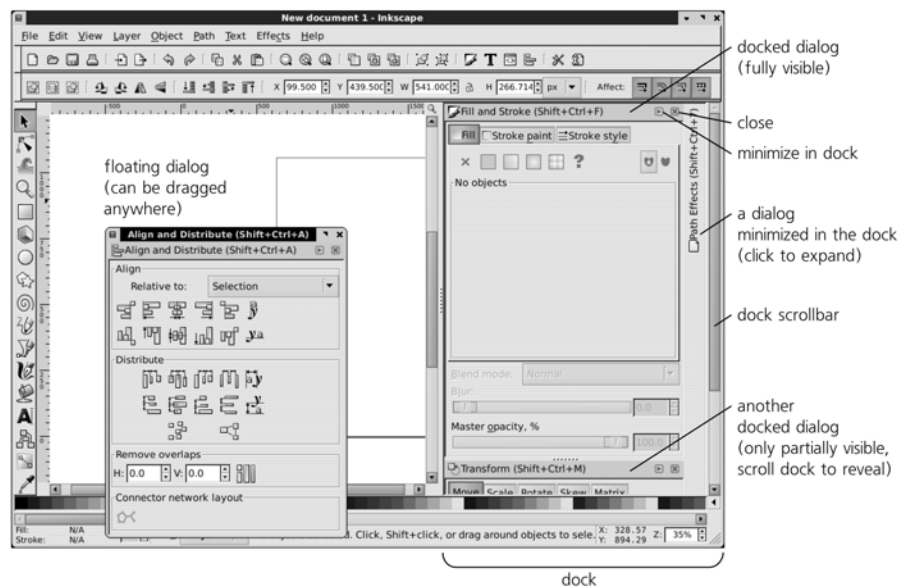 New document 1 - Inkscape
File Edit View Layer Object Path Text Effects Help
X 99.500 Y 439.500 W 541.000 H 266.714 px Affect:
-500 0 500 1000 1500
floating dialog
(can be dragged
anywhere)
Align and Distribute (Shift+Ctrl+A)
Align and Distribute (Shift+Ctrl+A)
Align
Relative to: Selection
Distribute
Remove overlaps
H: 0.0 V: 0.0
Connector network layout
Fill and Stroke (Shift+Ctrl+F)
Fill Stroke paint Stroke style
No objects
Blend mode: Normal
Blur:
0.0
Master opacity, %
100.0
Transform (Shift+Ctrl+M)
Move Scale Rotate Skew Matrix
Path Effects (Shift+Ctrl+7)
Fill: N/A
Stroke: N/A
Click, Shift+click, or drag around objects to sele
X: 328.57
Y: 894.29
Z: 35%
docked dialog
(fully visible)
close
minimize in dock
a dialog
minimized in the dock
(click to expand)
dock scrollbar
another
docked dialog
(only partially visible,
scroll dock to reveal)
dock